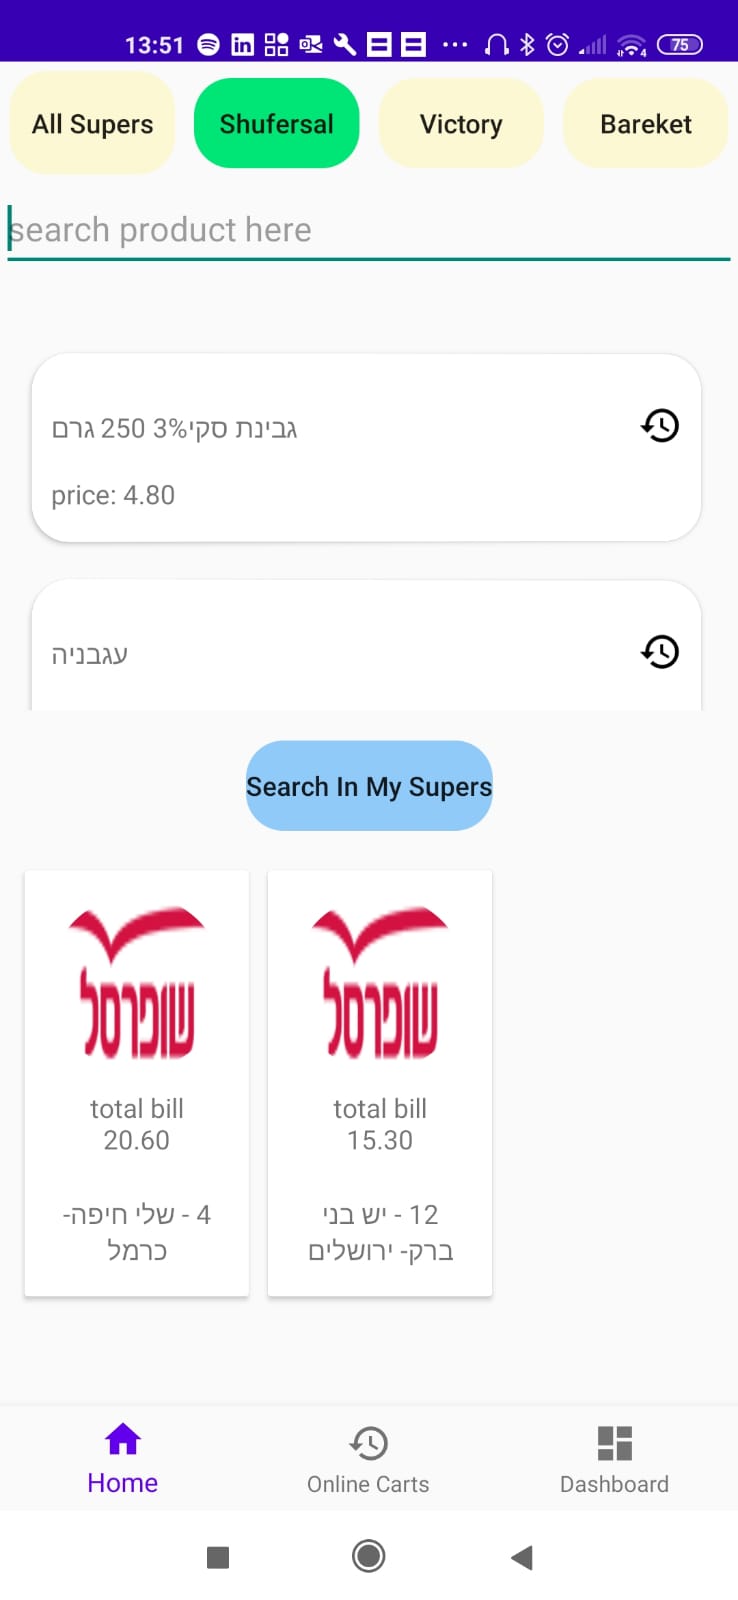 13:51
75
All Supers
Shufersal
Victory
Bareket
search product here
גבינת סקי3% 250 גרם
price: 4.80
עגבניה
Search In My Supers
שופרסל
שופרסל
total bill
20.60
total bill
15.30
4 - שלי חיפה-
כרמל
12 - יש בני
ברק- ירושלים
Home
Online Carts
Dashboard